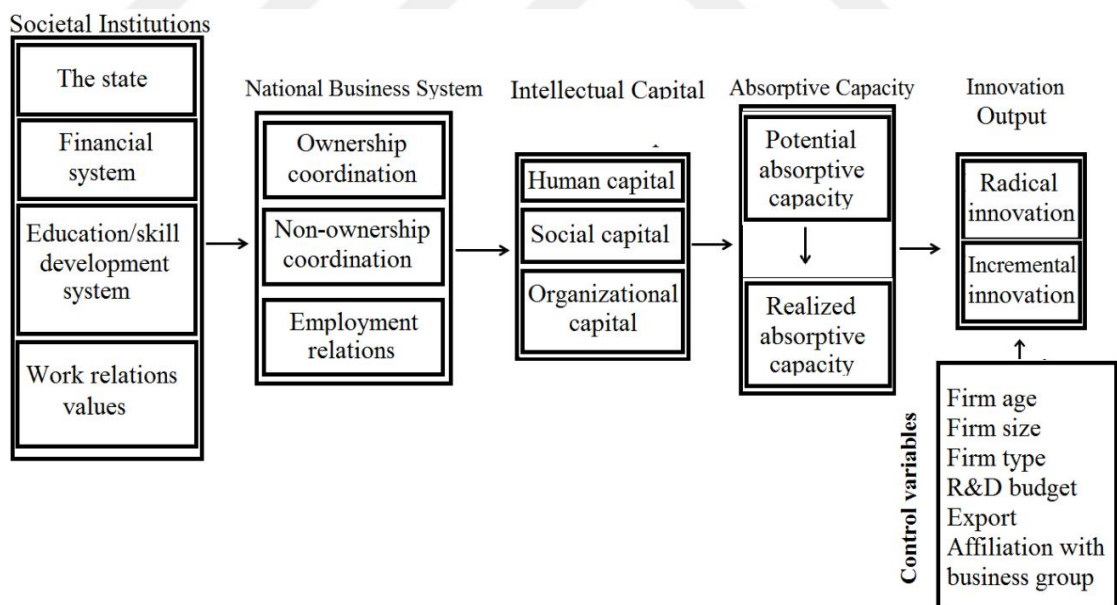 Societal Institutions
The state
Financial
system
Education/skill
development
system
Work relations
values
National Business System
Ownership
coordination
Non-ownership
coordination
Employment
relations
Intellectual Capital
Human capital
Social capital
Organizational
capital
Absorptive Capacity
Potential
absorptive
capacity
Realized
absorptive
capacity
Innovation
Output
Radical
innovation
Incremental
innovation
Control variables
Firm age
Firm size
Firm type
R&D budget
Export
Affiliation with
business group